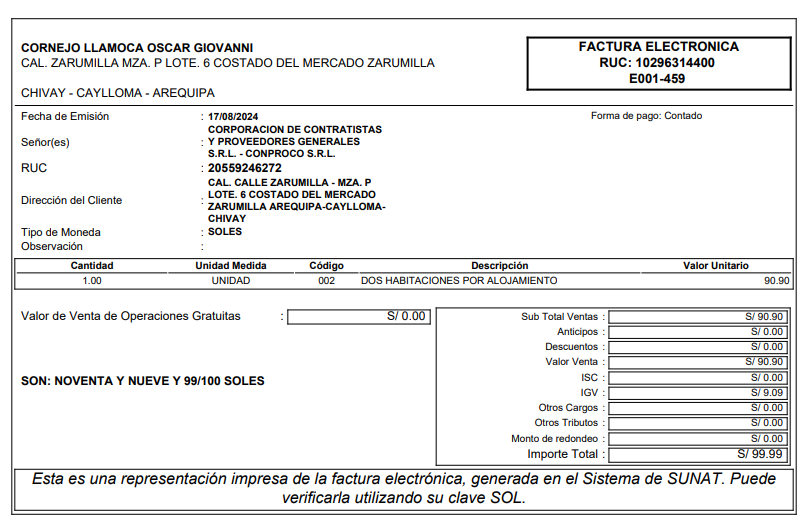 CORNEJO LLAMOCA OSCAR GIOVANNI
CAL. ZARUMILLA MZA. P LOTE. 6 COSTADO DEL MERCADO ZARUMILLA
CHIVAY - CAYLLOMA - AREQUIPA
FACTURA ELECTRONICA
RUC: 10296314400
E001-459
Fecha de Emisión : 17/08/2024
Forma de pago: Contado
Señor(es) : CORPORACION DE CONTRATISTAS
Y PROVEEDORES GENERALES
S.R.L. - CONPROCO S.R.L.
RUC : 20559246272
Dirección del Cliente : CAL. CALLE ZARUMILLA - MZA. P
LOTE. 6 COSTADO DEL MERCADO
ZARUMILLA AREQUIPA-CAYLLOMA-
CHIVAY
Tipo de Moneda : SOLES
Observación :
Cantidad Unidad Medida Código Descripción Valor Unitario
1.00 UNIDAD 002 DOS HABITACIONES POR ALOJAMIENTO 90.90
Valor de Venta de Operaciones Gratuitas : S/ 0.00
SON: NOVENTA Y NUEVE Y 99/100 SOLES
Sub Total Ventas : S/ 90.90
Anticipos : S/ 0.00
Descuentos : S/ 0.00
Valor Venta : S/ 90.90
ISC : S/ 0.00
IGV : S/ 9.09
Otros Cargos : S/ 0.00
Otros Tributos : S/ 0.00
Monto de redondeo : S/ 0.00
Importe Total : S/ 99.99
Esta es una representación impresa de la factura electrónica, generada en el Sistema de SUNAT. Puede
verificarla utilizando su clave SOL.